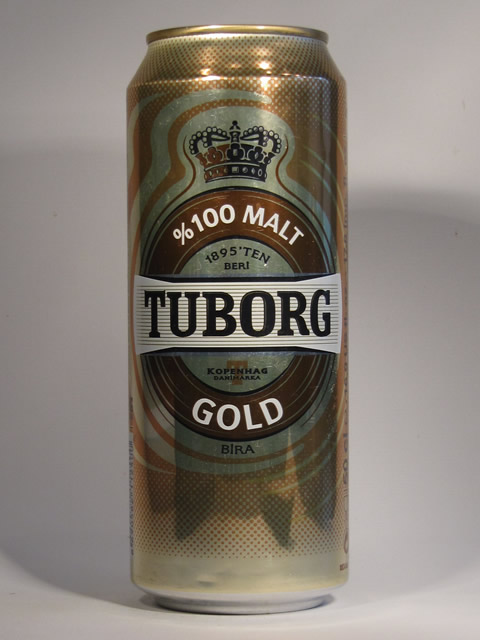 %100 MALT
1895'TEN
BERİ
TUBORG
KOPENHAG
DANİMARKA
GOLD
BİRA